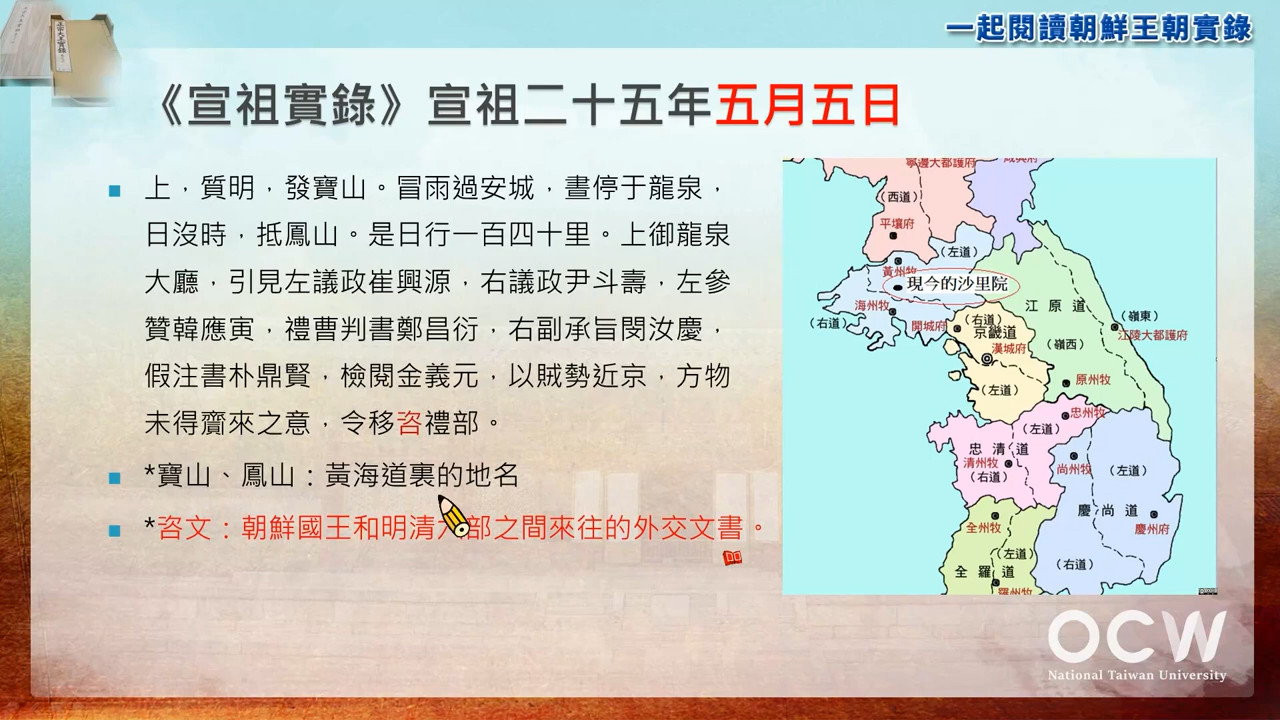 一起閱讀朝鮮王朝實錄
《宣祖實錄》宣祖二十五年五月五日
上，質明，發寶山。冒雨過安城，晝停于龍泉，
日沒時，抵鳳山。是日行一百四十里。上御龍泉
大廳，引見左議政崔興源，右議政尹斗壽，左參
贊韓應寅，禮曹判書鄭昌衍，右副承旨閔汝慶，
假注書朴鼎賢，檢閱金義元，以賊勢近京，方物
未得齎來之意，令移咨禮部。
*寶山、鳳山：黃海道裏的地名
*咨文：朝鮮國王和明清六部之間來往的外交文書。
寧邊大都護府
咸興府
（西道）
平壤府
（左道）
黃州牧
現今的沙里院
海州牧
（右道）
開城府
（右道）
京畿道
漢城府
（左道）
江原道
（嶺東）
江陵大都護府
（嶺西）
原州牧
忠州牧
（左道）
忠清道
清州牧
（右道）
尚州牧
（左道）
慶尚道
慶州府
（右道）
全州府
（左道）
全羅道
羅州牧
OCW
National Taiwan University